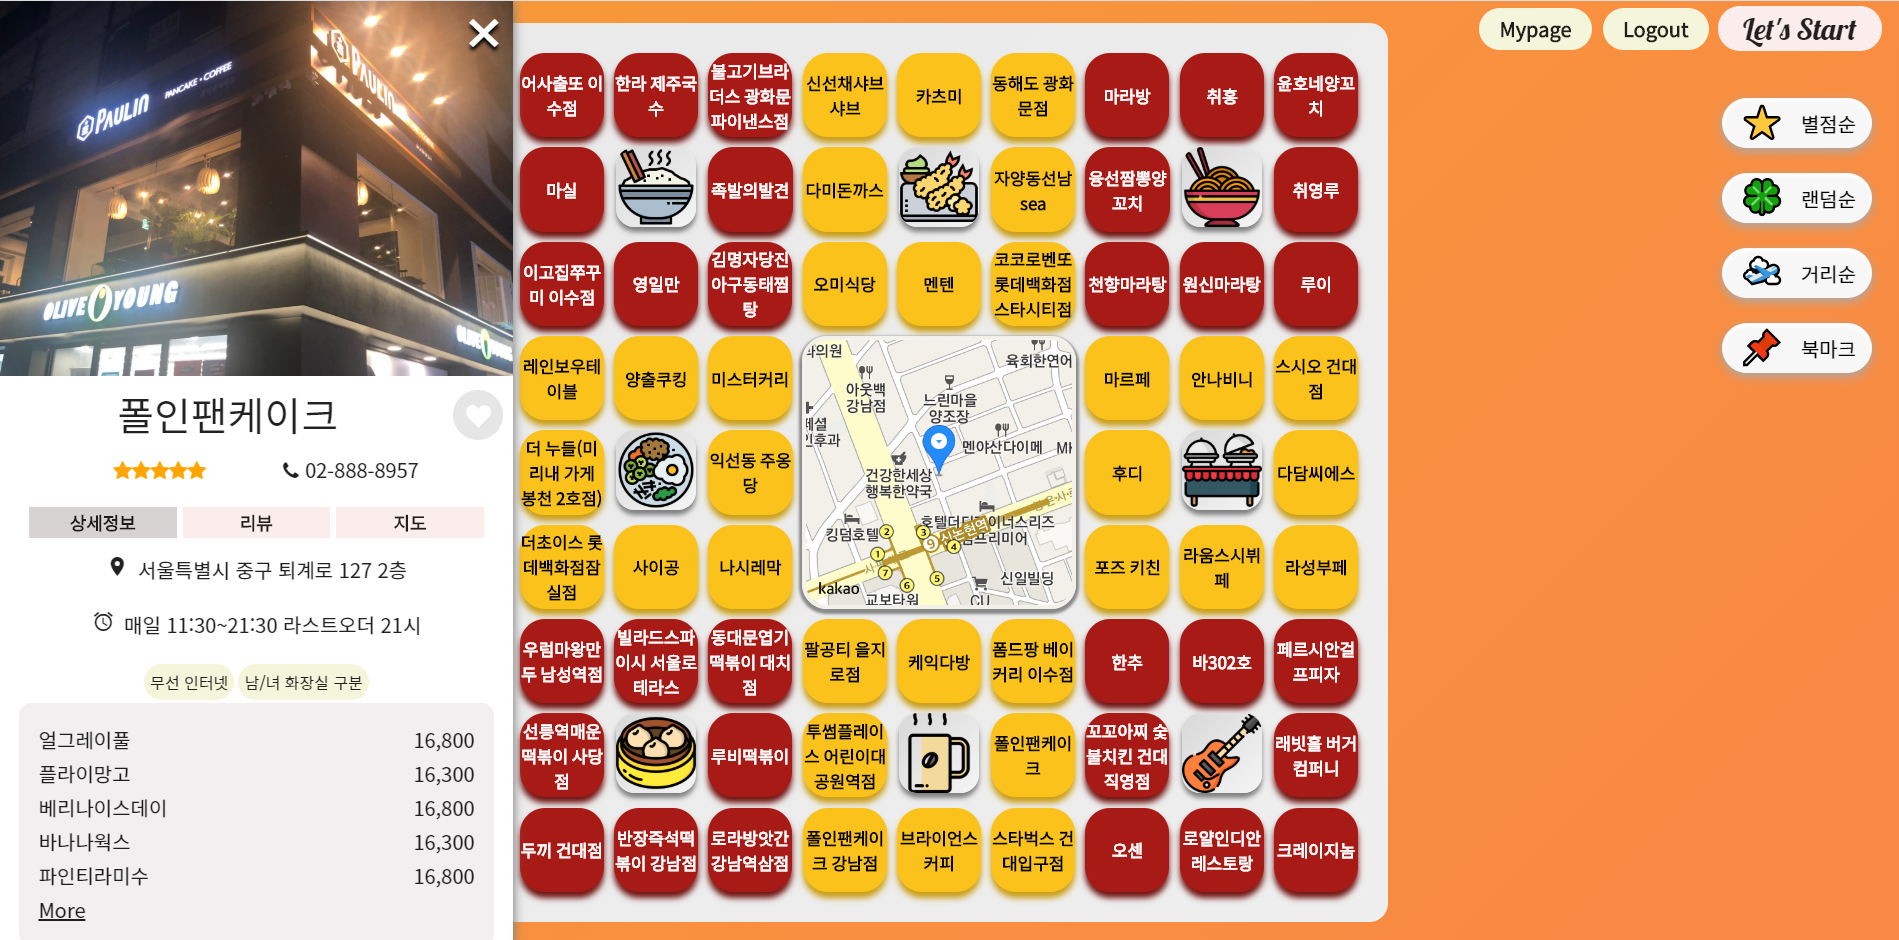 PAULIN
PANCAKE · COFFEE
PAULIN
OLIVE YOUNG
OLIVE YOUNG
폴인팬케이크
02-888-8957
상세정보
리뷰
지도
서울특별시 중구 퇴계로 127 2층
매일 11:30~21:30 라스트오더 21시
무선 인터넷
남/녀 화장실 구분
얼그레이풀 16,800
플라이망고 16,300
베리나이스데이 16,800
바나나웍스 16,300
파인티라미수 16,800
More
어사출또 이
수점
한라 제주국
수
불고기브라
더스 광화문
파이낸스점
신선채샤브
샤브
카츠미
동해도 광화
문점
마라방
취홍
윤호네양꼬
치
마실
족발의발견
다미돈까스
자양동선남
sea
융선짬뽕양
꼬치
취영루
이고집쭈꾸
미 이수점
영일만
김명자당진
아구동태찜
탕
오미식당
멘텐
코코로벤또
롯데백화점
스타시티점
천향마라탕
원신마라탕
루이
레인보우테
이블
양출쿠킹
미스터커리
마르페
안나비니
스시오 건대
점
더 누들(미
리내 가게
봉천 2호점)
익선동 주옹
당
후디
다담씨에스
더초이스 롯
데백화점잠
실점
사이공
나시레막
포즈 키친
라움스시뷔
페
라성부페
육회한연어
아웃백
강남점
느린마을
양조장
멘야산다이메
건강한세상
행복한약국
호텔더디자이너스리즈
킹덤호텔
프리미어
9 신논현역
1
2
3
4
5
6
7
신일빌딩
kakao
교보타워
CU
우럼마왕만
두 남성역점
빌라드스파
이시 서울로
테라스
동대문엽기
떡볶이 대치
점
팔공티 을지
로점
케익다방
폼드팡 베이
커리 이수점
한추
바302호
페르시안걸
프피자
선릉역매운
떡볶이 사당
점
루비떡볶이
투썸플레이
스 어린이대
공원역점
폴인팬케이
크
꼬꼬아찌 숯
불치킨 건대
직영점
래빗홀 버거
컴퍼니
두끼 건대점
반장즉석떡
볶이 강남점
로라방앗간
강남역삼점
폴인팬케이
크 강남점
브라이언스
커피
스타벅스 건
대입구점
오센
로얄인디안
레스토랑
크레이지놈
Mypage
Logout
Let's Start
별점순
랜덤순
거리순
북마크